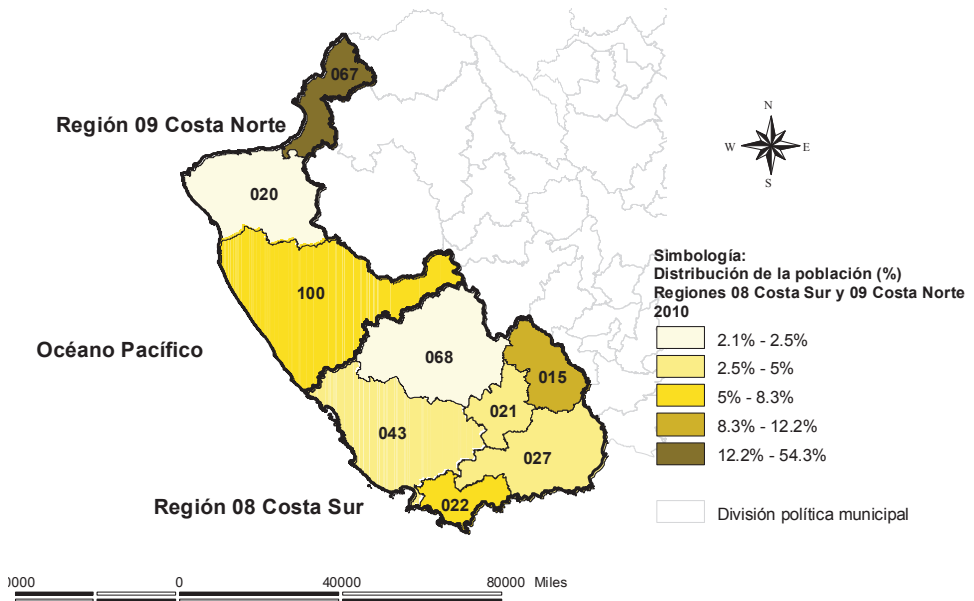 067
Región 09 Costa Norte
N
W E
S
020
Simbología:
Distribución de la población (%)
Regiones 08 Costa Sur y 09 Costa Norte
2010
100
2.1% - 2.5%
Océano Pacífico
068
2.5% - 5%
015
5% - 8.3%
021
8.3% - 12.2%
043
027
12.2% - 54.3%
Región 08 Costa Sur
022
División política municipal
0000 0 40000 80000 Miles